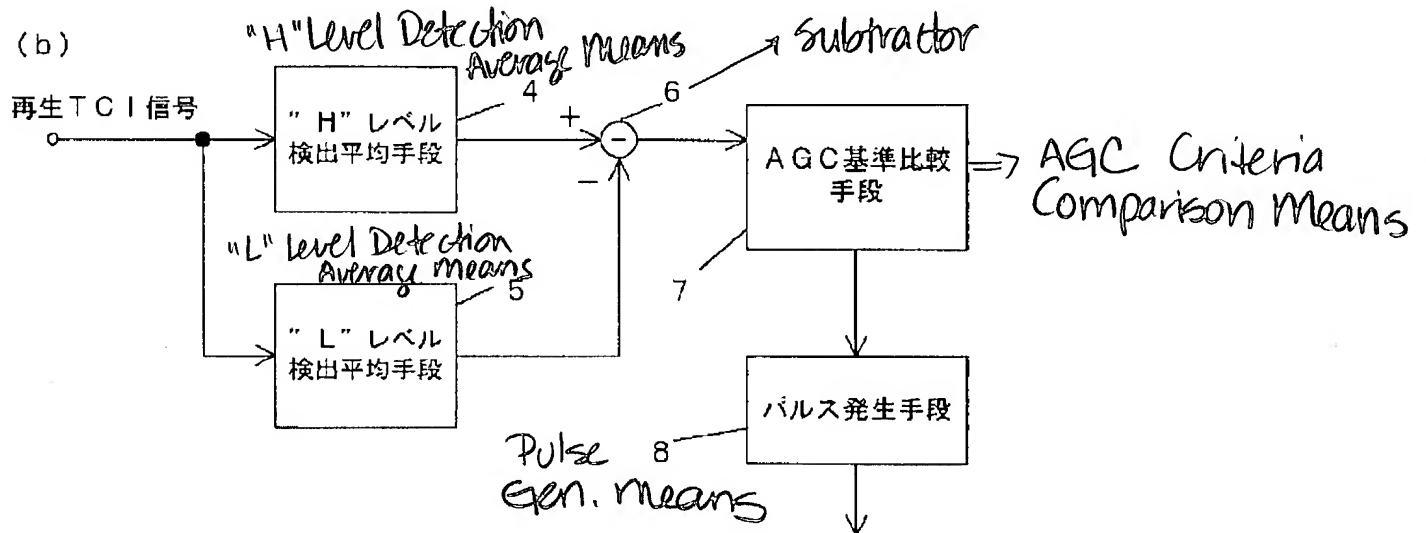 (b)
"H" Level Detection
Average Means
→ Subtractor
再生TCI信号
4
6
"H"レベル
検出平均手段
+
-
-
AGC基準比較
手段
⇒ AGC Criteria
Comparison Means
"L" Level Detection
Average Means
5
7
"L"レベル
検出平均手段
パルス発生手段
Pulse
Gen. Means
8